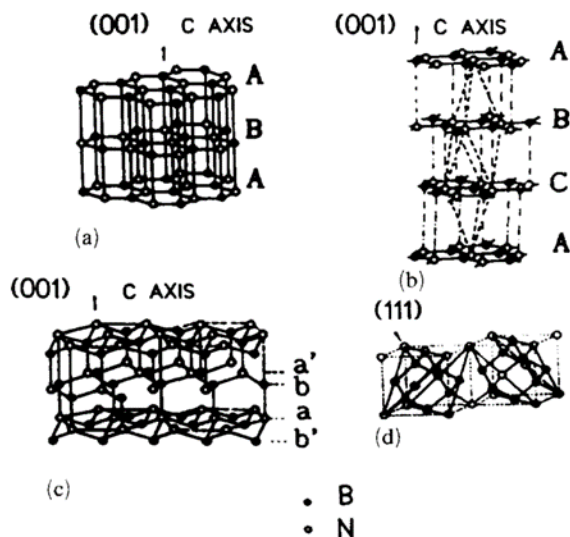 (001) C AXIS
A
B
A
(a)
(001) C AXIS
A
B
C
A
(b)
(001) C AXIS
a'
b
a
b'
(c)
(111)
(d)
B
N